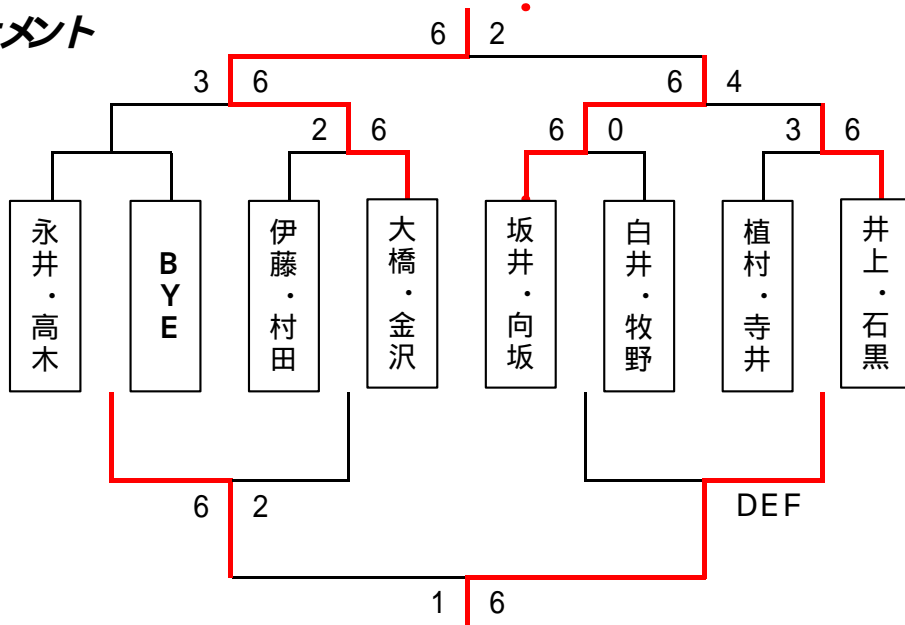 メント
6 2
3 6 6 4
2 6 6 0 3 6
永井・高木
BYE
伊藤・村田
大橋・金沢
坂井・向坂
白井・牧野
植村・寺井
井上・石黒
6 2 DEF
1 6